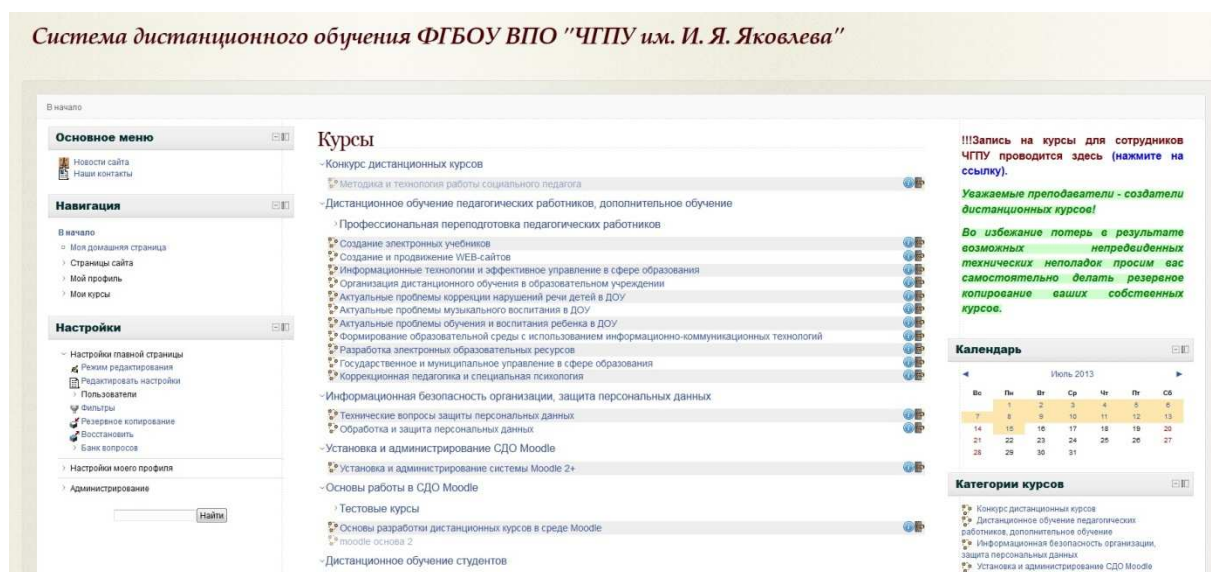 Система дистанционного обучения ФГБОУ ВПО "ЧГПУ им. И. Я. Яковлева"
В начало
Основное меню
Новости сайта
Наши контакты
Навигация
В начало
Моя домашняя страница
Страницы сайта
Мой профиль
Мои курсы
Настройки
Настройки главной страницы
Режим редактирования
Редактировать настройки
Пользователи
Фильтры
Резервное копирование
Восстановить
Банк вопросов
Настройки моего профиля
Администрирование
Найти
Курсы
Конкурс дистанционных курсов
Методика и технология работы социального педагога
Дистанционное обучение педагогических работников, дополнительное обучение
Профессиональная переподготовка педагогических работников
Создание электронных учебников
Создание и продвижение WEB-сайтов
Информационные технологии и эффективное управление в сфере образования
Организация дистанционного обучения в образовательном учреждении
Актуальные проблемы коррекции нарушений речи детей в ДОУ
Актуальные проблемы музыкального воспитания в ДОУ
Актуальные проблемы обучения и воспитания ребенка в ДОУ
Формирование образовательной среды с использованием информационно-коммуникационных технологий
Разработка электронных образовательных ресурсов
Государственное и муниципальное управление в сфере образования
Коррекционная педагогика и специальная психология
Информационная безопасность организации, защита персональных данных
Технические вопросы защиты персональных данных
Обработка и защита персональных данных
Установка и администрирование СДО Moodle
Установка и администрирование системы Moodle 2+
Основы работы в СДО Moodle
Тестовые курсы
Основы разработки дистанционных курсов в среде Moodle
moodle основа 2
Дистанционное обучение студентов
!!!Запись на курсы для сотрудников
ЧГПУ проводится здесь (нажмите на
ссылку).
Уважаемые преподаватели - создатели
дистанционных курсов!
Во избежание потерь в результате
возможных непредвиденных
технических неполадок просим вас
самостоятельно делать резервное
копирование ваших собственных
курсов.
Календарь
Июль 2013
Вс Пн Вт Ср Чт Пт Сб
1 2 3 4 5 6
7 8 9 10 11 12 13
14 15 16 17 18 19 20
21 22 23 24 25 26 27
28 29 30 31
Категории курсов
Конкурс дистанционных курсов
Дистанционное обучение педагогических
работников, дополнительное обучение
Информационная безопасность организации,
защита персональных данных
Установка и администрирование СДО Moodle